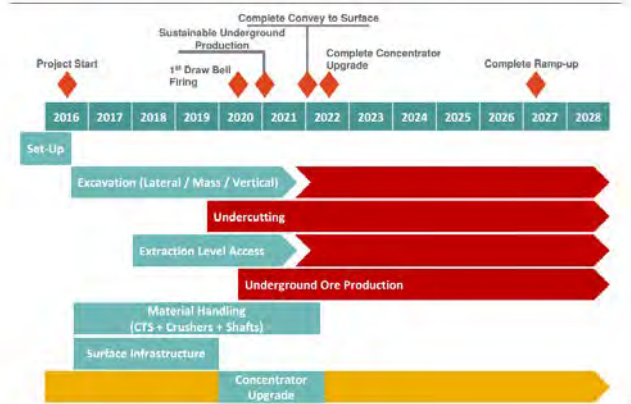 Complete Convey to Surface
Sustainable Underground
Production
Project Start
1st Draw Bell
Firing
Complete Concentrator
Upgrade
Complete Ramp-up
2016 2017 2018 2019 2020 2021 2022 2023 2024 2025 2026 2027 2028
Set-Up
Excavation (Lateral / Mass / Vertical)
Undercutting
Extraction Level Access
Underground Ore Production
Material Handling
(CTS + Crushers + Shafts)
Surface Infrastructure
Concentrator
Upgrade